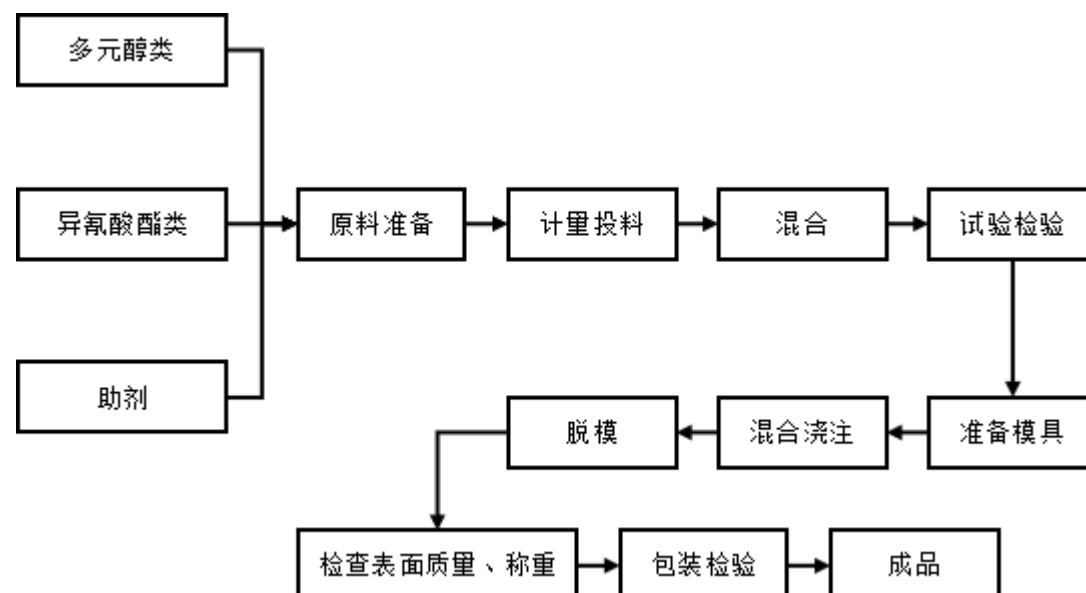 多元醇类
异氰酸酯类
原料准备
计量投料
混合
试验检验
助剂
脱模
混合浇注
准备模具
检查表面质量、称重
包装检验
成品